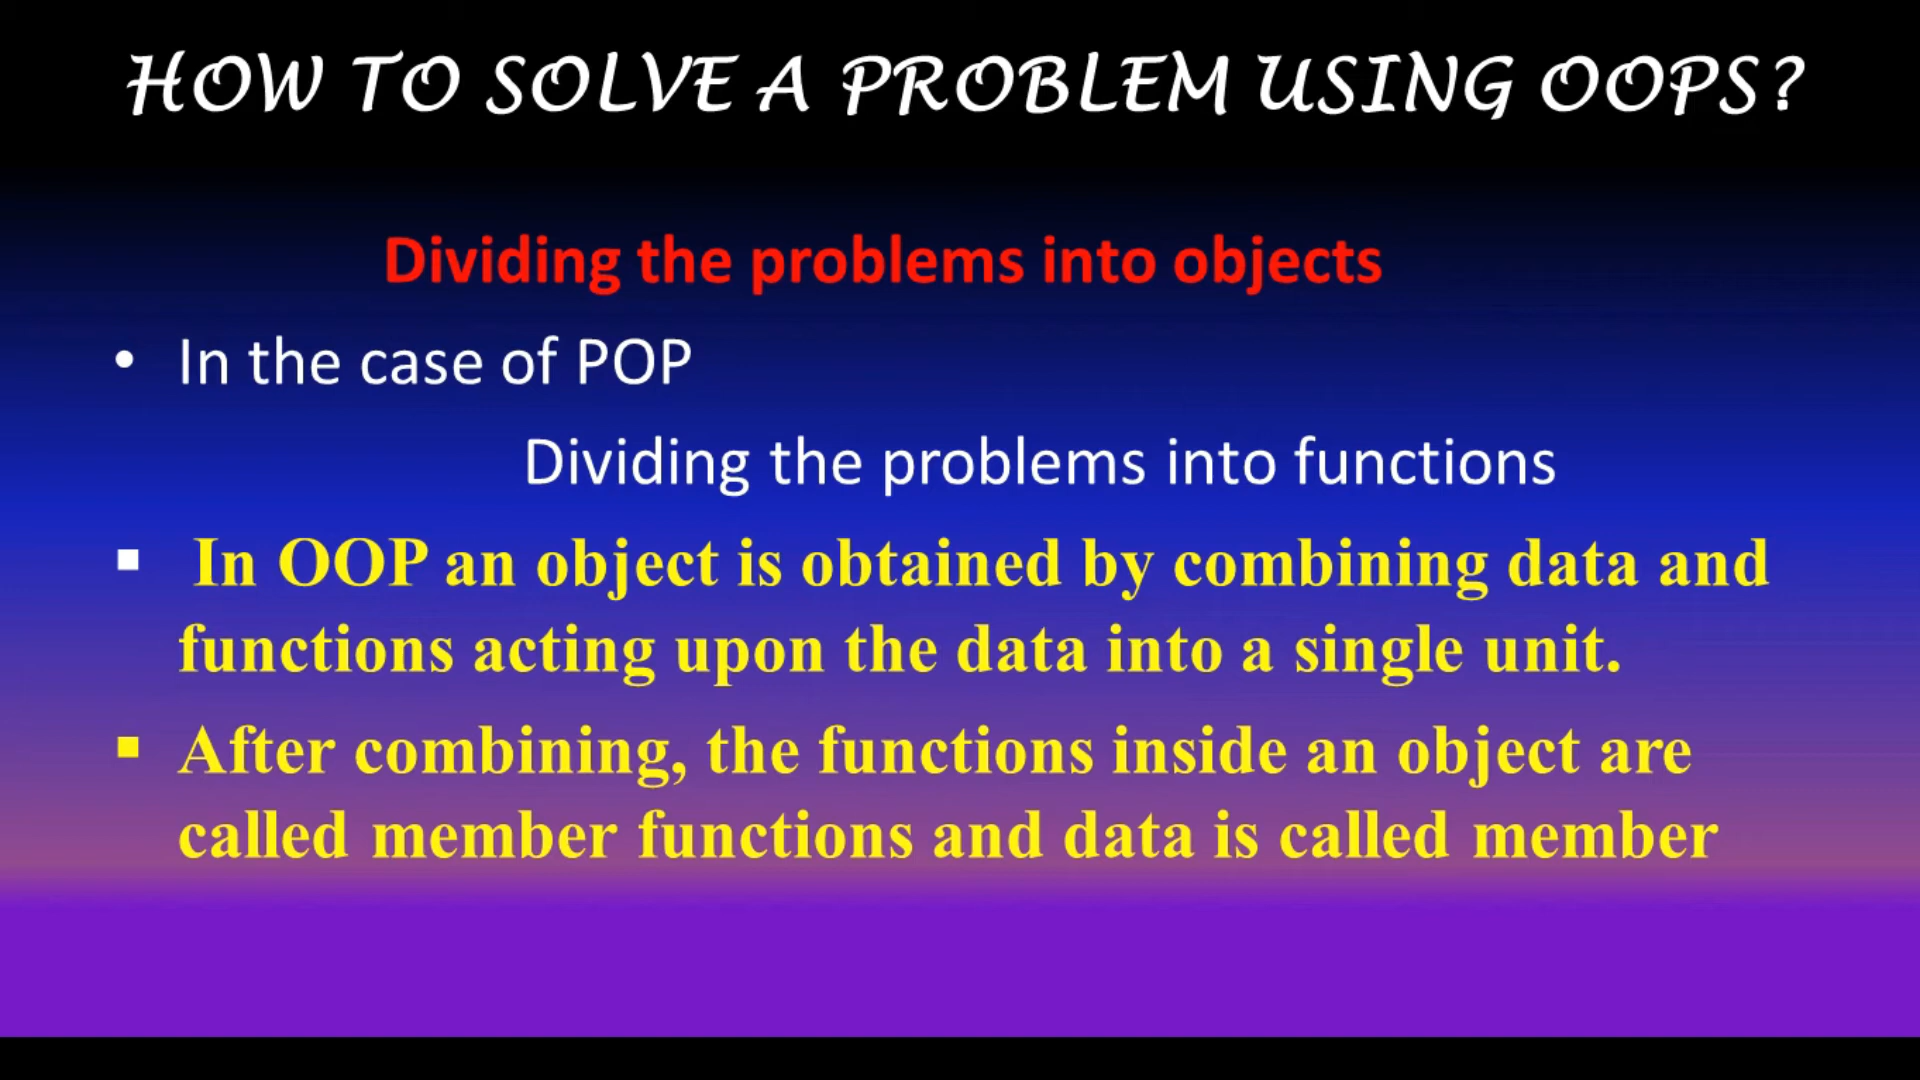 HOW TO SOLVE A PROBLEM USING OOPS?
Dividing the problems into objects
• In the case of POP
Dividing the problems into functions
▪ In OOP an object is obtained by combining data and
functions acting upon the data into a single unit.
▪ After combining, the functions inside an object are
called member functions and data is called member